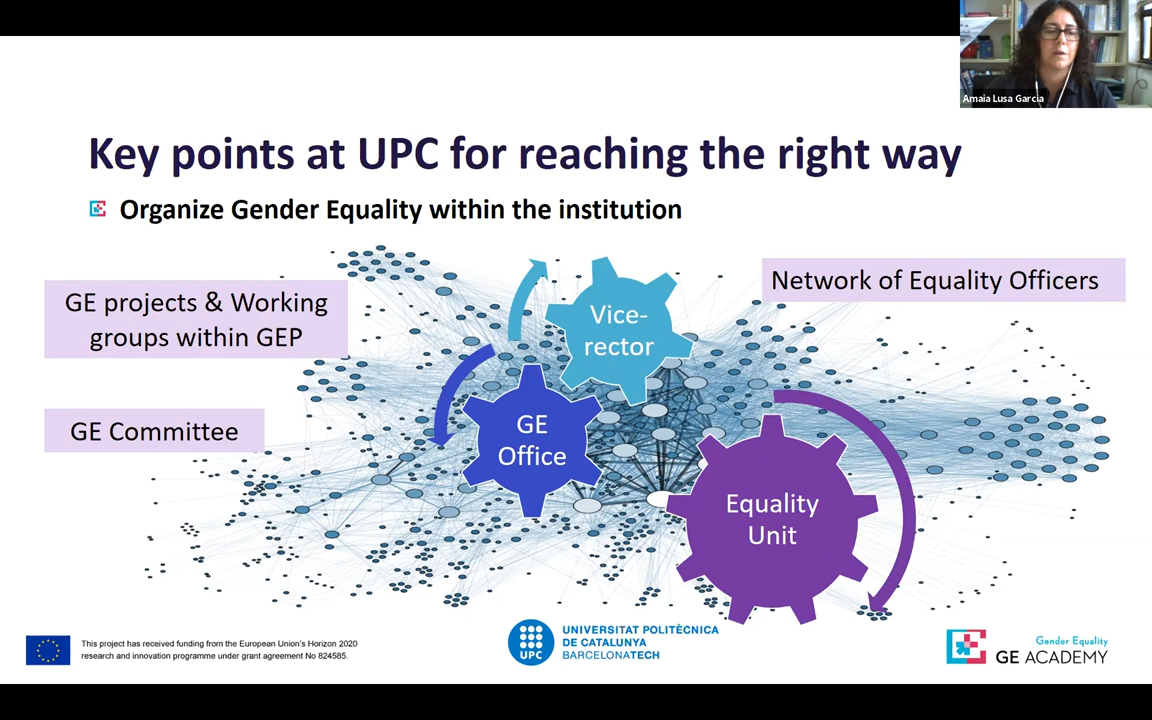 Amaia Lusa Garcia
Key points at UPC for reaching the right way
Organize Gender Equality within the institution
GE projects & Working
groups within GEP
GE Committee
Network of Equality Officers
Vice-
rector
GE
Office
Equality
Unit
This project has received funding from the European Union's Horizon 2020
research and innovation programme under grant agreement No 824585.
UPC
UNIVERSITAT POLITÈCNICA
DE CATALUNYA
BARCELONATECH
Gender Equality
GE ACADEMY